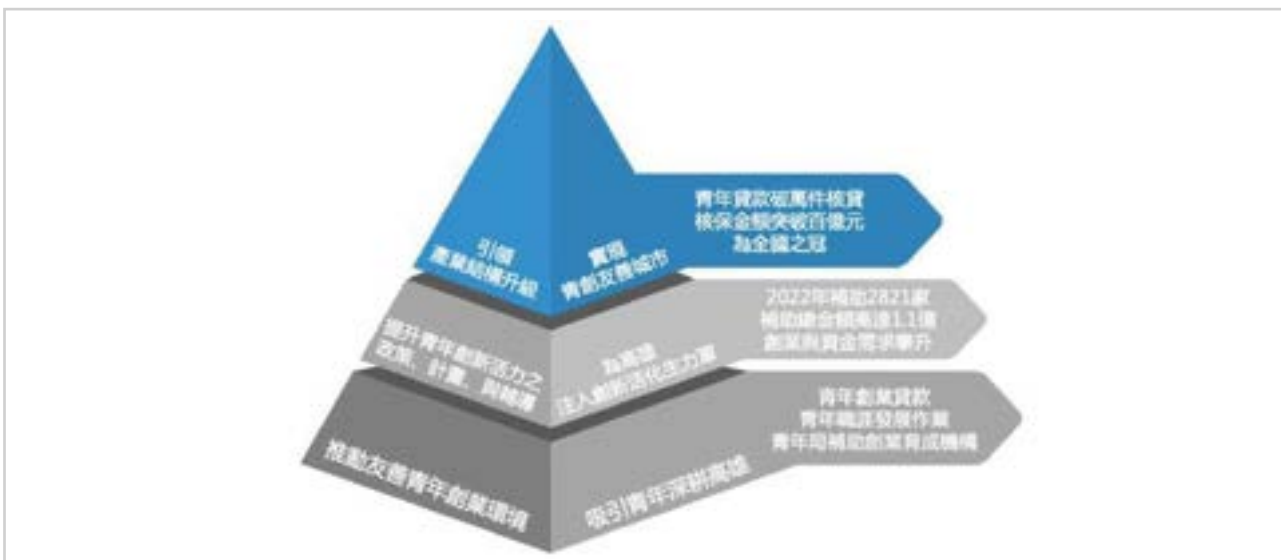 引領
產業結構升級
實現
青創友善城市
青年貸款破萬件核貸
核保金額突破百億元
為全國之冠
提升青年創新活力之
政策、計畫、與輔導
為高雄
注入創新活化主力軍
2022年補助2821家
補助總金額高達1.1億
創業與資金需求攀升
推動友善青年創業環境
吸引青年深耕高雄
青年創業貸款
青年職涯發展作業
青年局補助創業育成機構